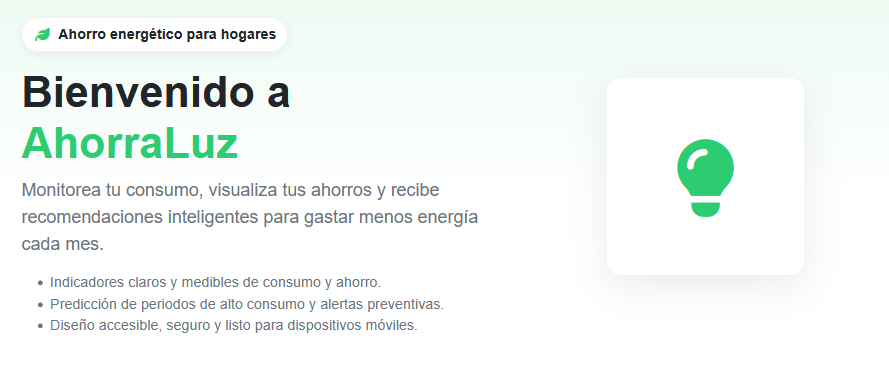 Ahorro energético para hogares
Bienvenido a
AhorraLuz
Monitorea tu consumo, visualiza tus ahorros y recibe
recomendaciones inteligentes para gastar menos energía
cada mes.
• Indicadores claros y medibles de consumo y ahorro.
• Predicción de periodos de alto consumo y alertas preventivas.
• Diseño accesible, seguro y listo para dispositivos móviles.